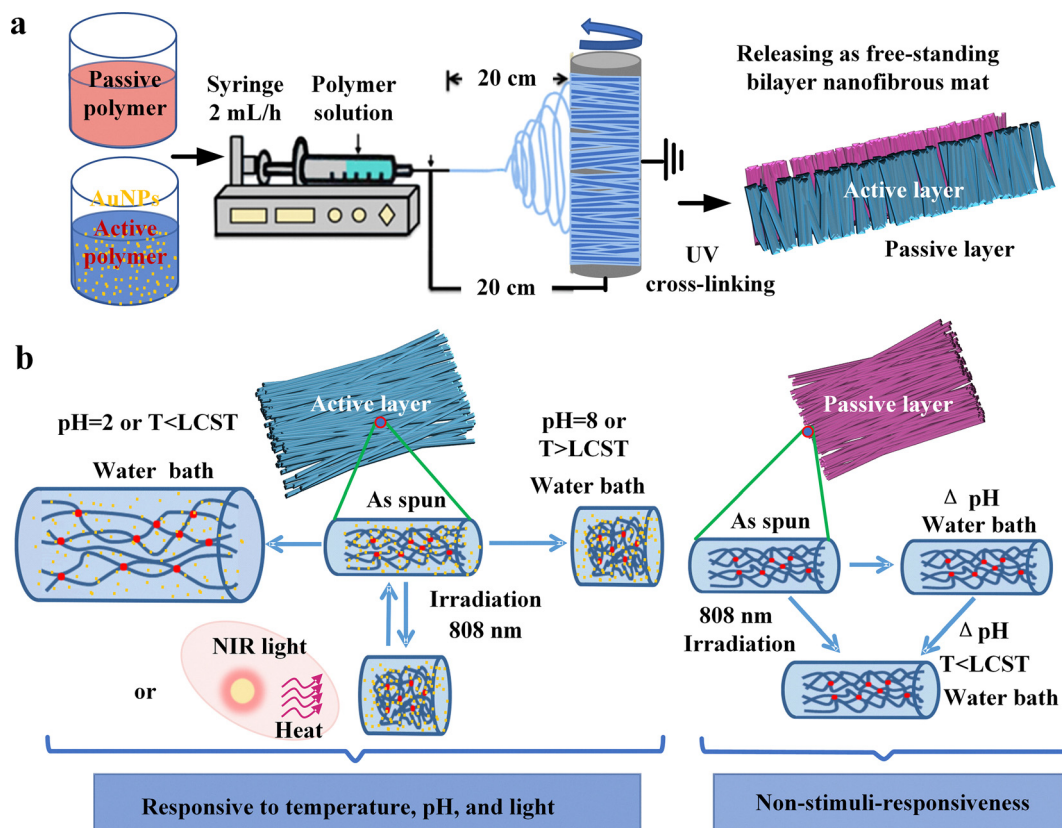 a
Passive
polymer
AuNPs
Active
polymer
Syringe
2 mL/h
Polymer
solution
20 cm
20 cm
UV
cross-linking
Releasing as free-standing
bilayer nanofibrous mat
Active layer
Passive layer
b
Active layer
pH=2 or T<LCST
Water bath
As spun
pH=8 or
T>LCST
Water bath
Irradiation
808 nm
or
NIR light
Heat
Responsive to temperature, pH, and light
Passive layer
As spun
Δ pH
Water bath
808 nm
Irradiation
Δ pH
T<LCST
Water bath
Non-stimuli-responsiveness